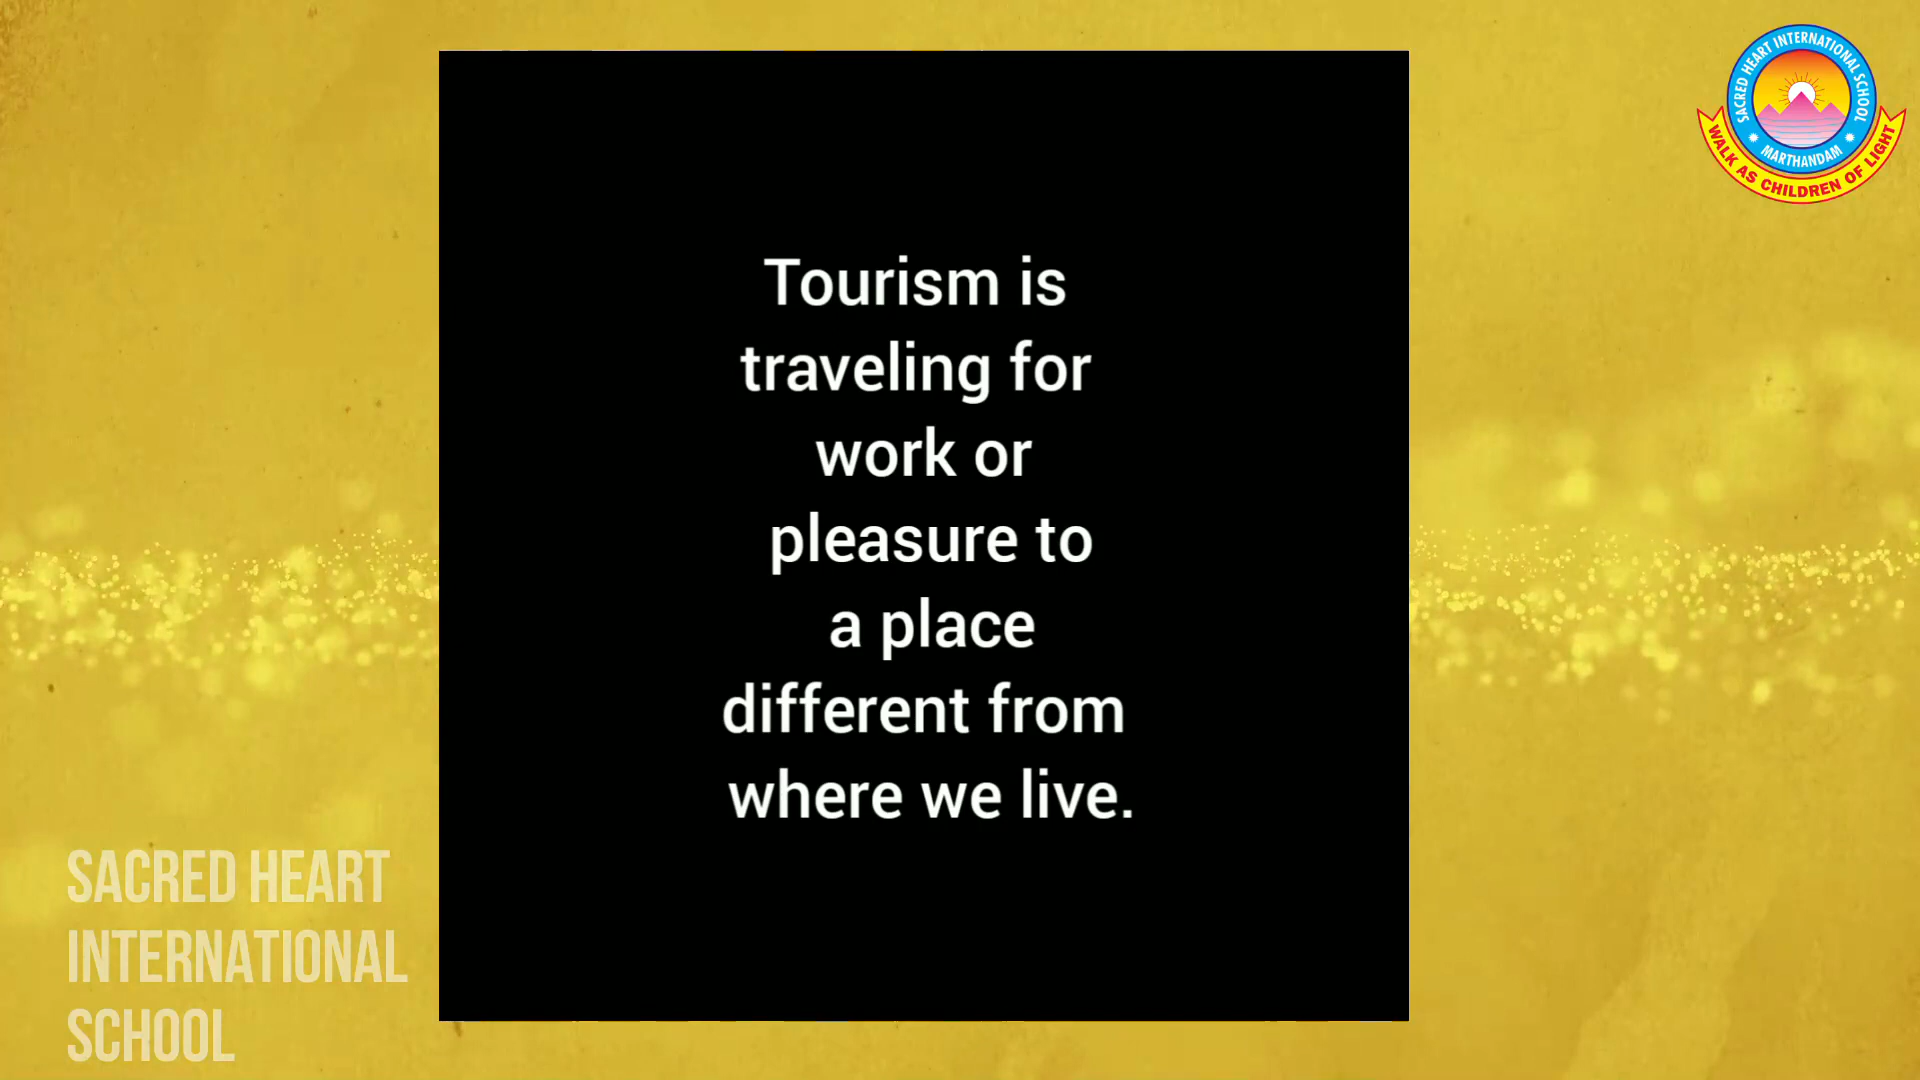 SACRED HEART INTERNATIONAL SCHOOL
MARTHANDAM
WALK AS CHILDREN OF LIGHT
Tourism is
traveling for
work or
pleasure to
a place
different from
where we live.
SACRED HEART
INTERNATIONAL
SCHOOL